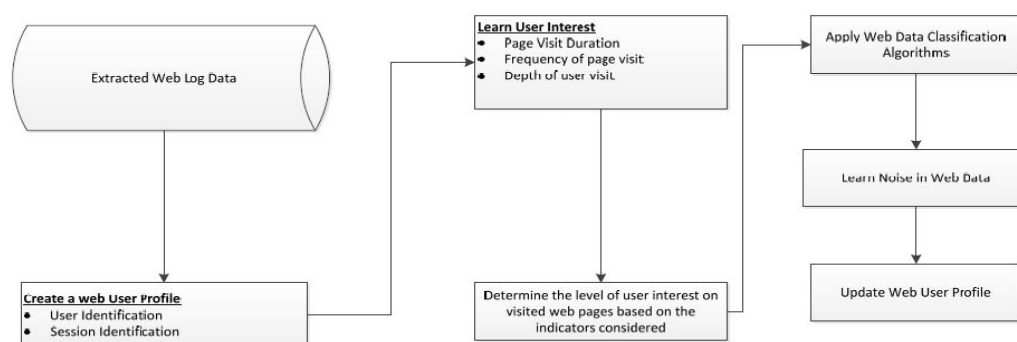 Extracted Web Log Data
Create a web User Profile
• User Identification
• Session Identification
Learn User Interest
• Page Visit Duration
• Frequency of page visit
• Depth of user visit
Determine the level of user interest on
visited web pages based on the
indicators considered
Apply Web Data Classification
Algorithms
Learn Noise in Web Data
Update Web User Profile